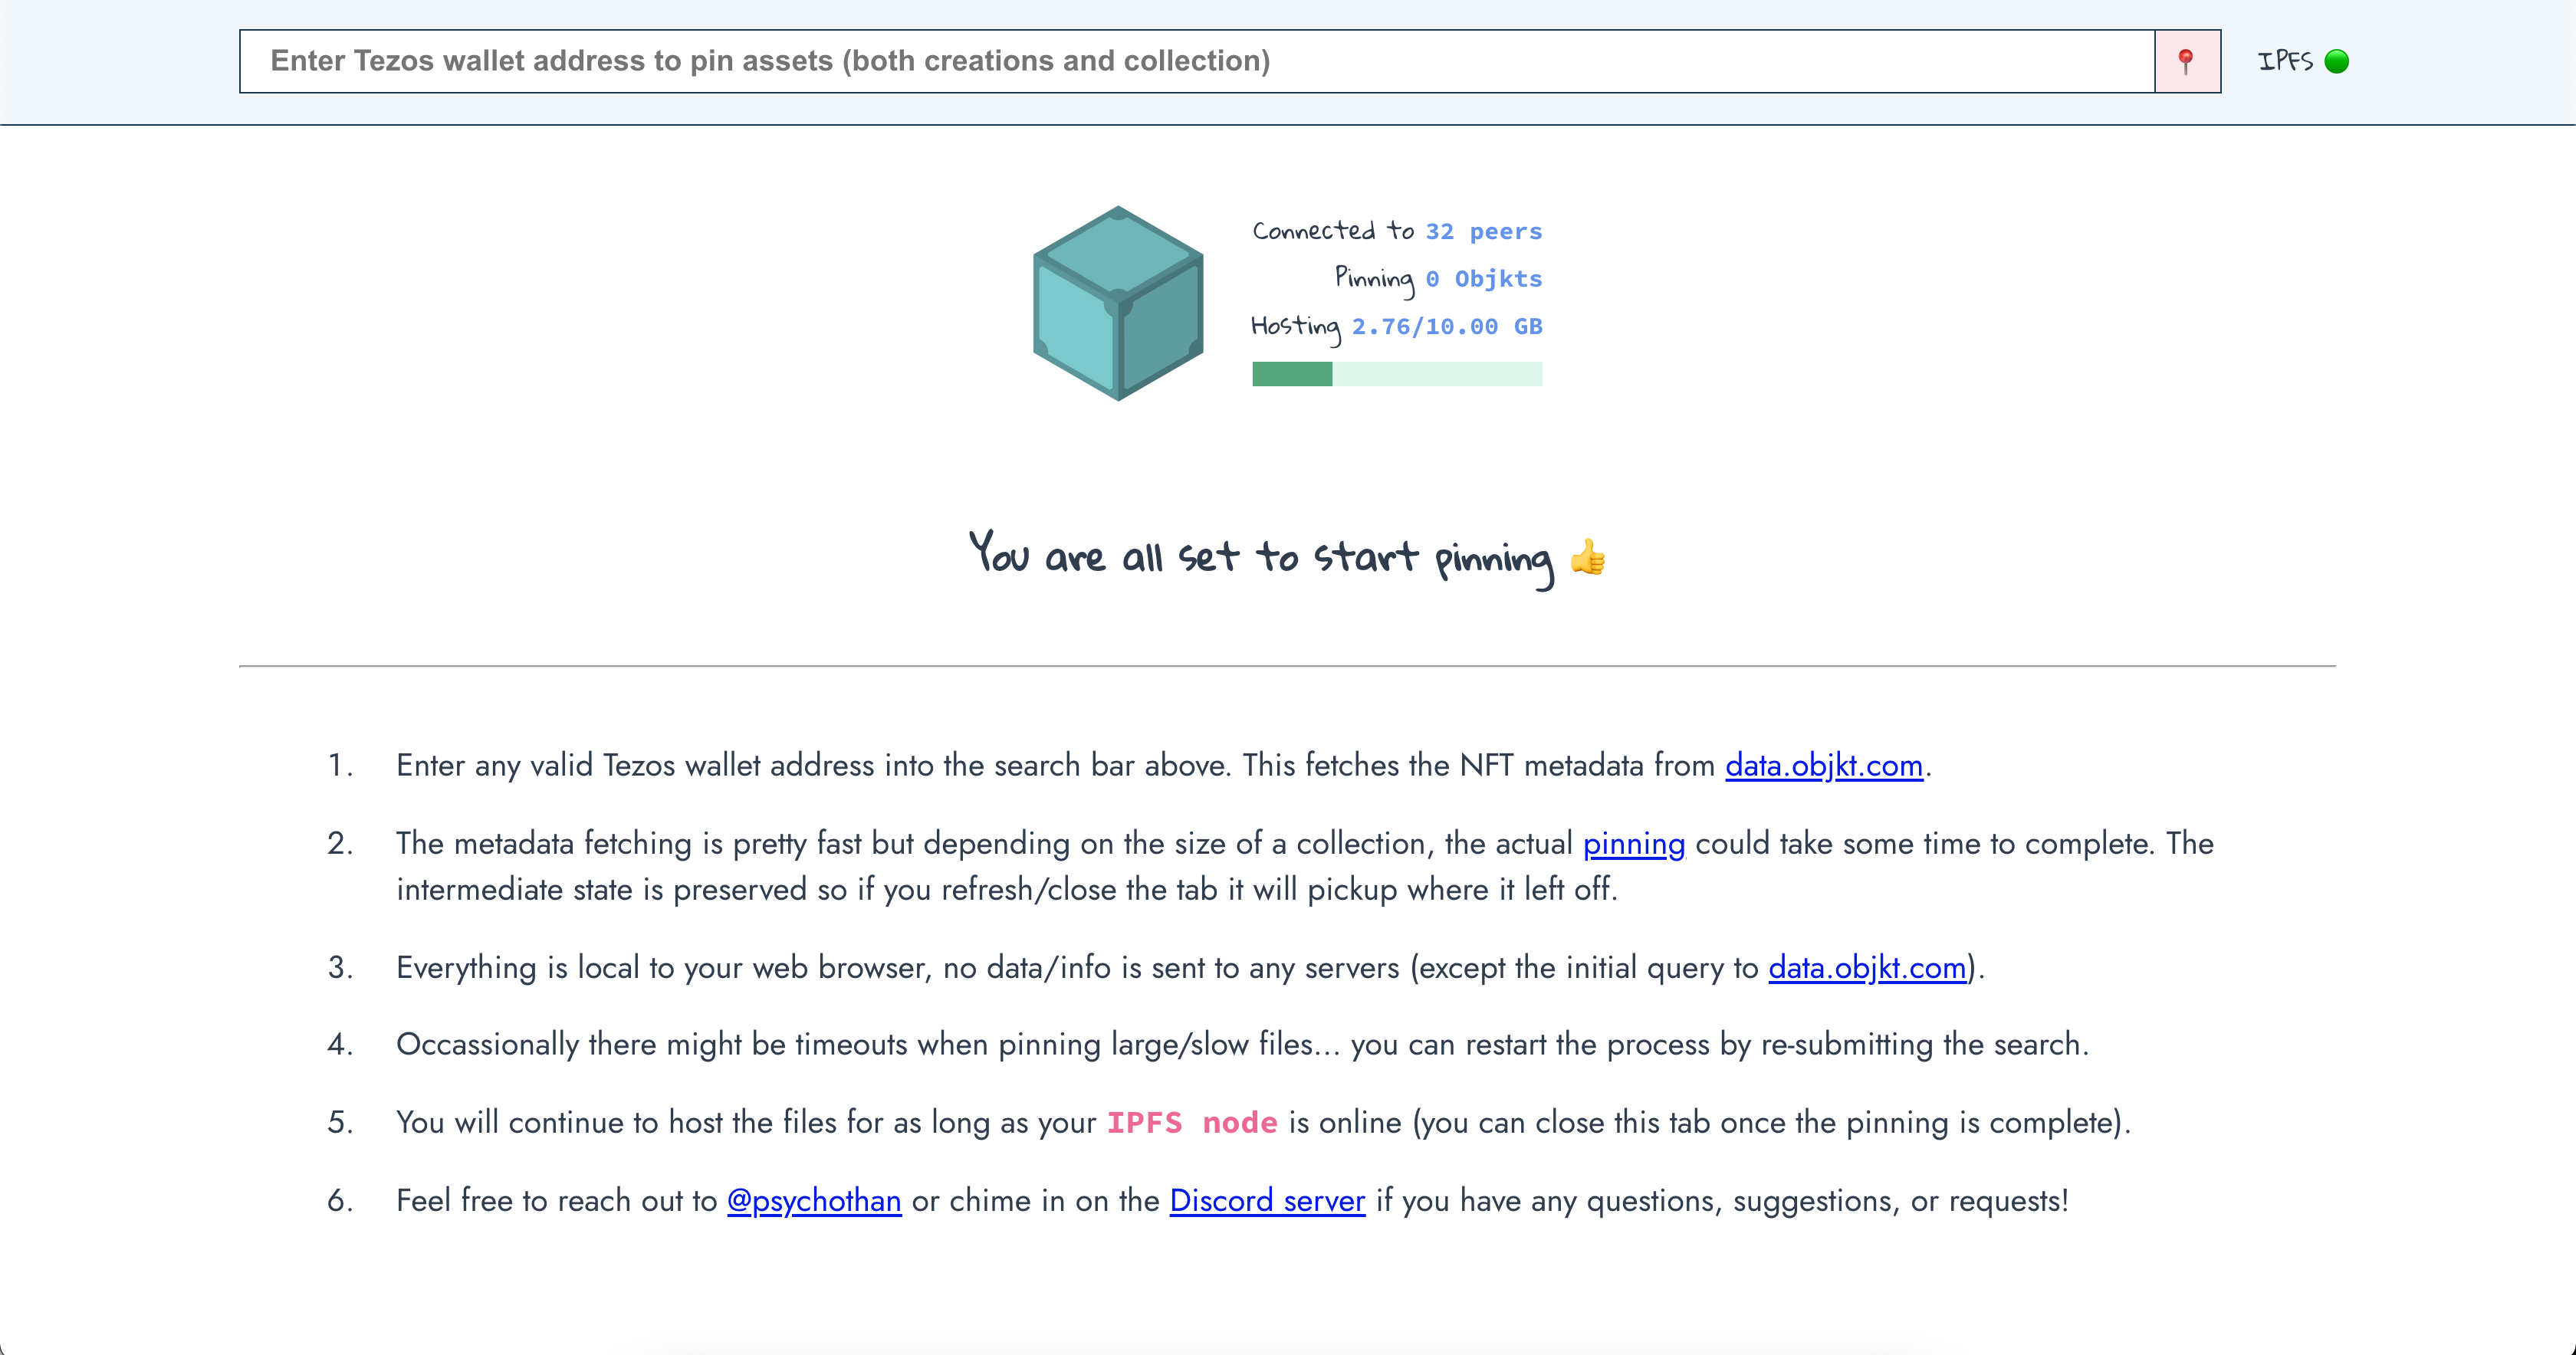 Enter Tezos wallet address to pin assets (both creations and collection)
IPFS
Connected to 32 peers
Pinning 0 Objkts
Hosting 2.76/10.00 GB
You are all set to start pinning 👍
1. Enter any valid Tezos wallet address into the search bar above. This fetches the NFT metadata from data.objkt.com.
2. The metadata fetching is pretty fast but depending on the size of a collection, the actual pinning could take some time to complete. The
intermediate state is preserved so if you refresh/close the tab it will pickup where it left off.
3. Everything is local to your web browser, no data/info is sent to any servers (except the initial query to data.objkt.com).
4. Occassionally there might be timeouts when pinning large/slow files... you can restart the process by re-submitting the search.
5. You will continue to host the files for as long as your IPFS node is online (you can close this tab once the pinning is complete).
6. Feel free to reach out to @psychothan or chime in on the Discord server if you have any questions, suggestions, or requests!